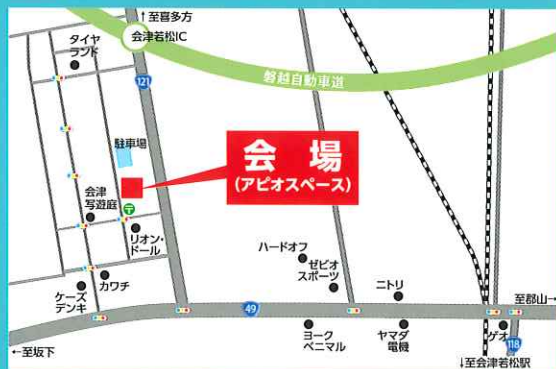 ↑至喜多方
会津若松IC
タイヤ
ランド
磐越自動車道
121
駐車場
会場
(アピオスペース)
会津
写遊庭
〒
リオン・
ドール
カワチ
ケーズ
デンキ
ハードオフ
ゼビオ
スポーツ
ニトリ
至郡山→
49
ヨーク
ベニマル
ヤマダ
電機
ゲオ
118
←至坂下
↓至会津若松駅